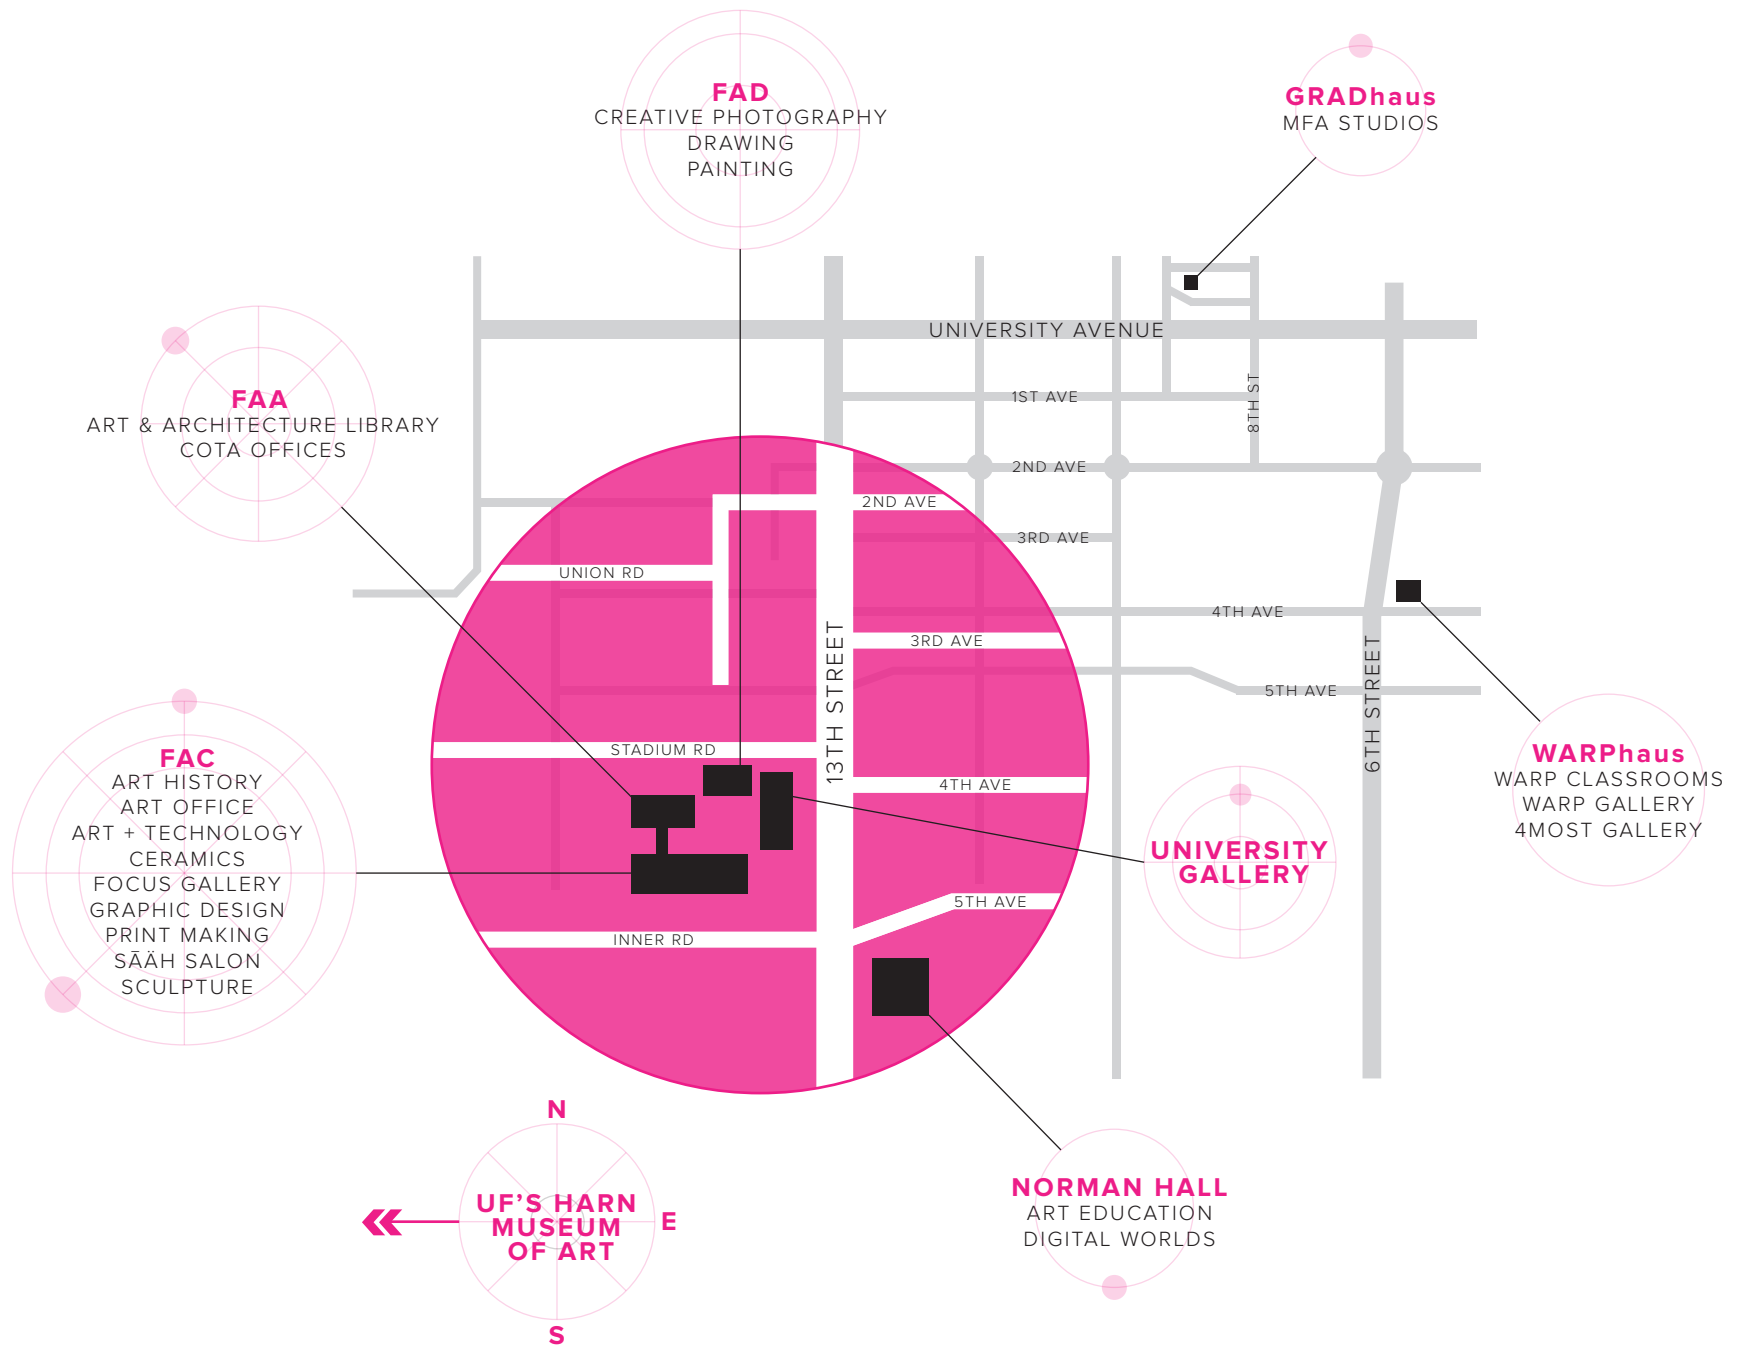 FAD
CREATIVE PHOTOGRAPHY
DRAWING
PAINTING
GRADhaus
MFA STUDIOS
UNIVERSITY AVENUE
1ST AVE
8TH ST
FAA
ART & ARCHITECTURE LIBRARY
COTA OFFICES
2ND AVE
2ND AVE
3RD AVE
UNION RD
4TH AVE
3RD AVE
13TH STREET
5TH AVE
6TH STREET
STADIUM RD
4TH AVE
FAC
ART HISTORY
ART OFFICE
ART + TECHNOLOGY
CERAMICS
FOCUS GALLERY
GRAPHIC DESIGN
PRINT MAKING
SĀÄH SALON
SCULPTURE
WARPhaus
WARP CLASSROOMS
WARP GALLERY
4MOST GALLERY
UNIVERSITY
GALLERY
5TH AVE
INNER RD
N
UF'S HARN
MUSEUM
OF ART
E
S
NORMAN HALL
ART EDUCATION
DIGITAL WORLDS